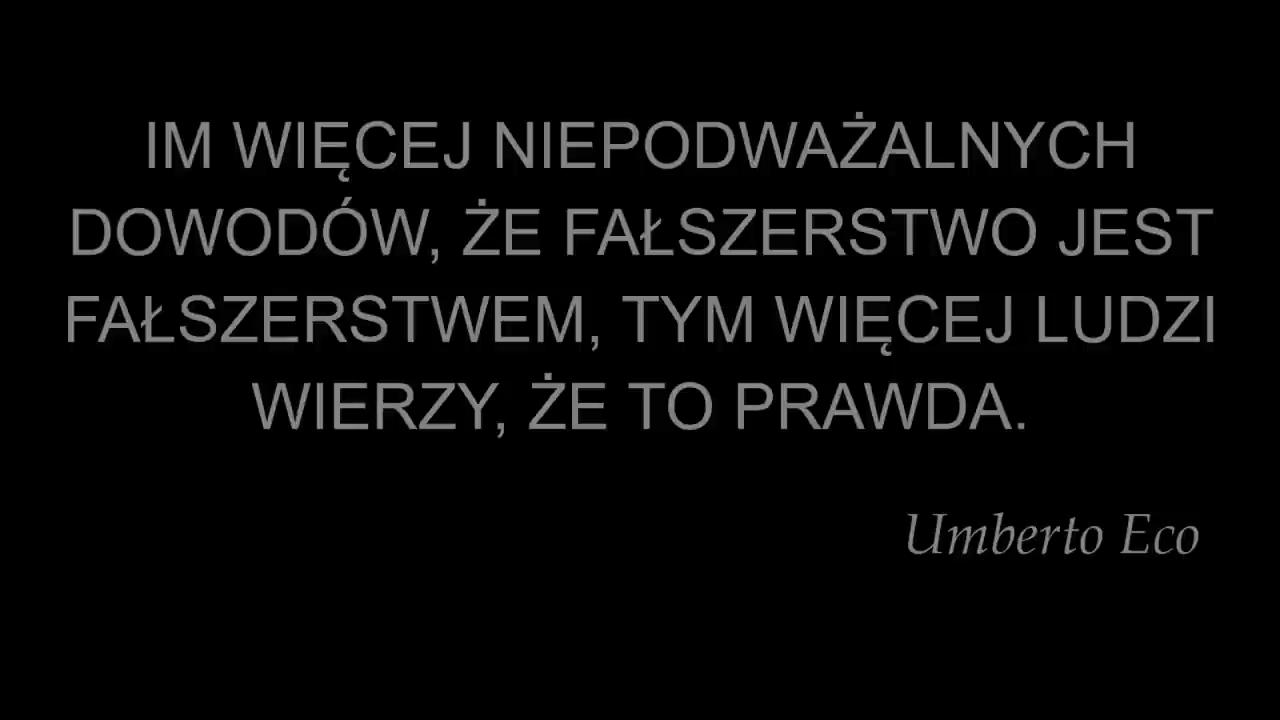 IM WIĘCEJ NIEPODWAŻALNYCH
DOWODÓW, ŻE FAŁSZERSTWO JEST
FAŁSZERSTWEM, TYM WIĘCEJ LUDZI
WIERZY, ŻE TO PRAWDA.
Umberto Eco